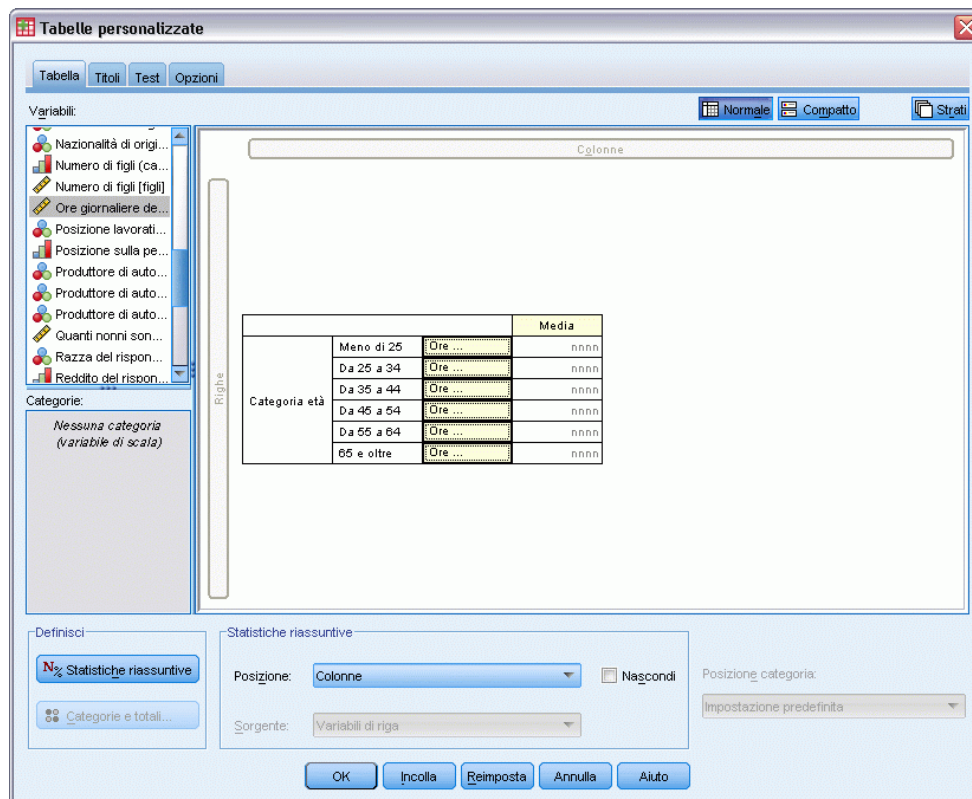 Tabelle personalizzate
Tabella Titoli Test Opzioni
Variabili:
Normale Compatto Strati
Nazionalità di origi...
Numero di figli (ca...
Numero di figli [figli]
Ore giornaliere de...
Posizione lavorati...
Posizione sulla pe...
Produttore di auto...
Produttore di auto...
Produttore di auto...
Quanti nonni son...
Razza del rispon...
Reddito del rispon...
Categorie:
Nessuna categoria
(variabile di scala)
Colonne
Righe
Media
Categoria età
Meno di 25 Ore ... nnnn
Da 25 a 34 Ore ... nnnn
Da 35 a 44 Ore ... nnnn
Da 45 a 54 Ore ... nnnn
Da 55 a 64 Ore ... nnnn
65 e oltre Ore ... nnnn
Definisci
N% Statistiche riassuntive
Categorie e totali...
Statistiche riassuntive
Posizione: Colonne Nascondi
Sorgente: Variabili di riga
Posizione categoria:
Impostazione predefinita
OK Incolla Reimposta Annulla Aiuto